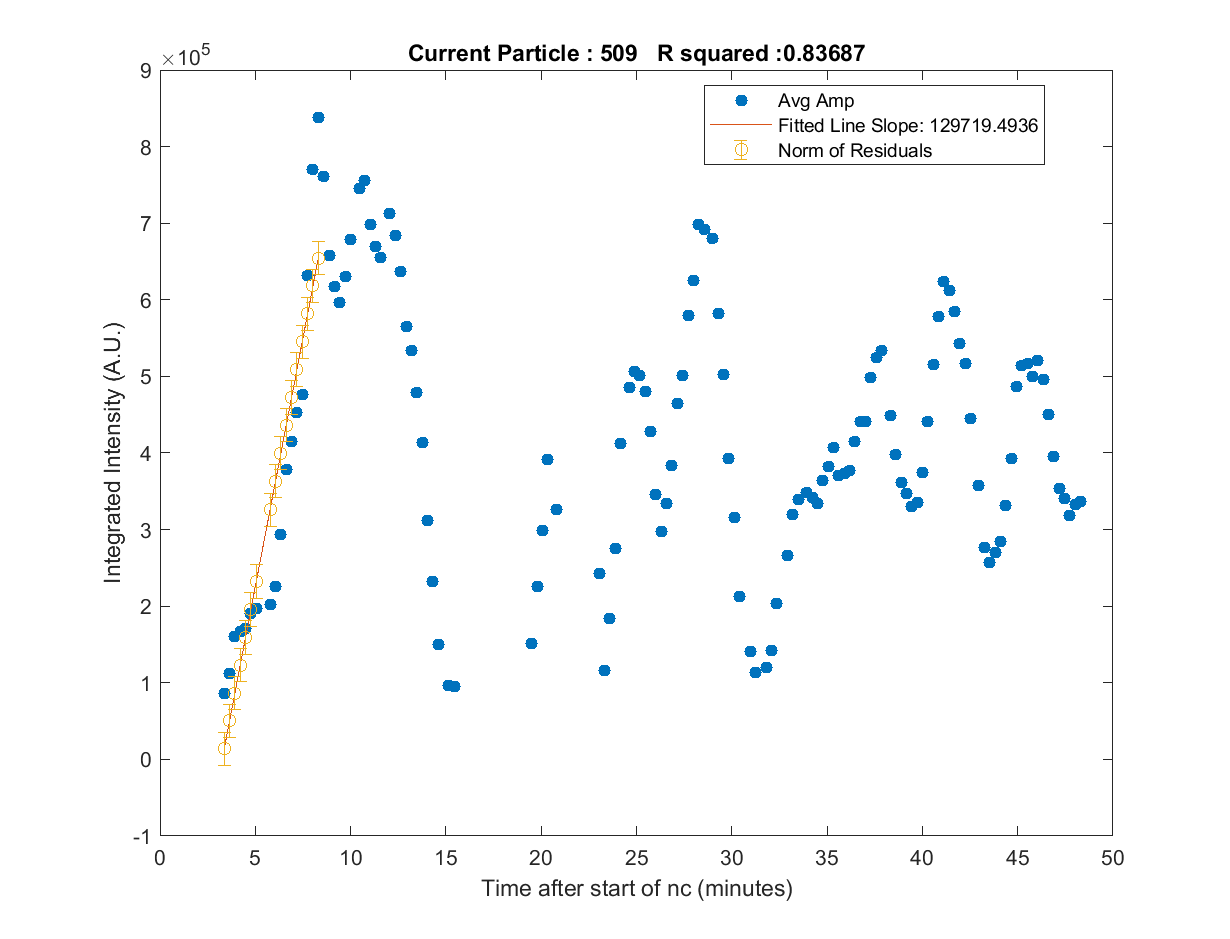 Current Particle : 509 R squared :0.83687
×10^5
Avg Amp
Fitted Line Slope: 129719.4936
Norm of Residuals
9
8
7
6
5
4
3
2
1
0
-1
Integrated Intensity (A.U.)
0 5 10 15 20 25 30 35 40 45 50
Time after start of nc (minutes)